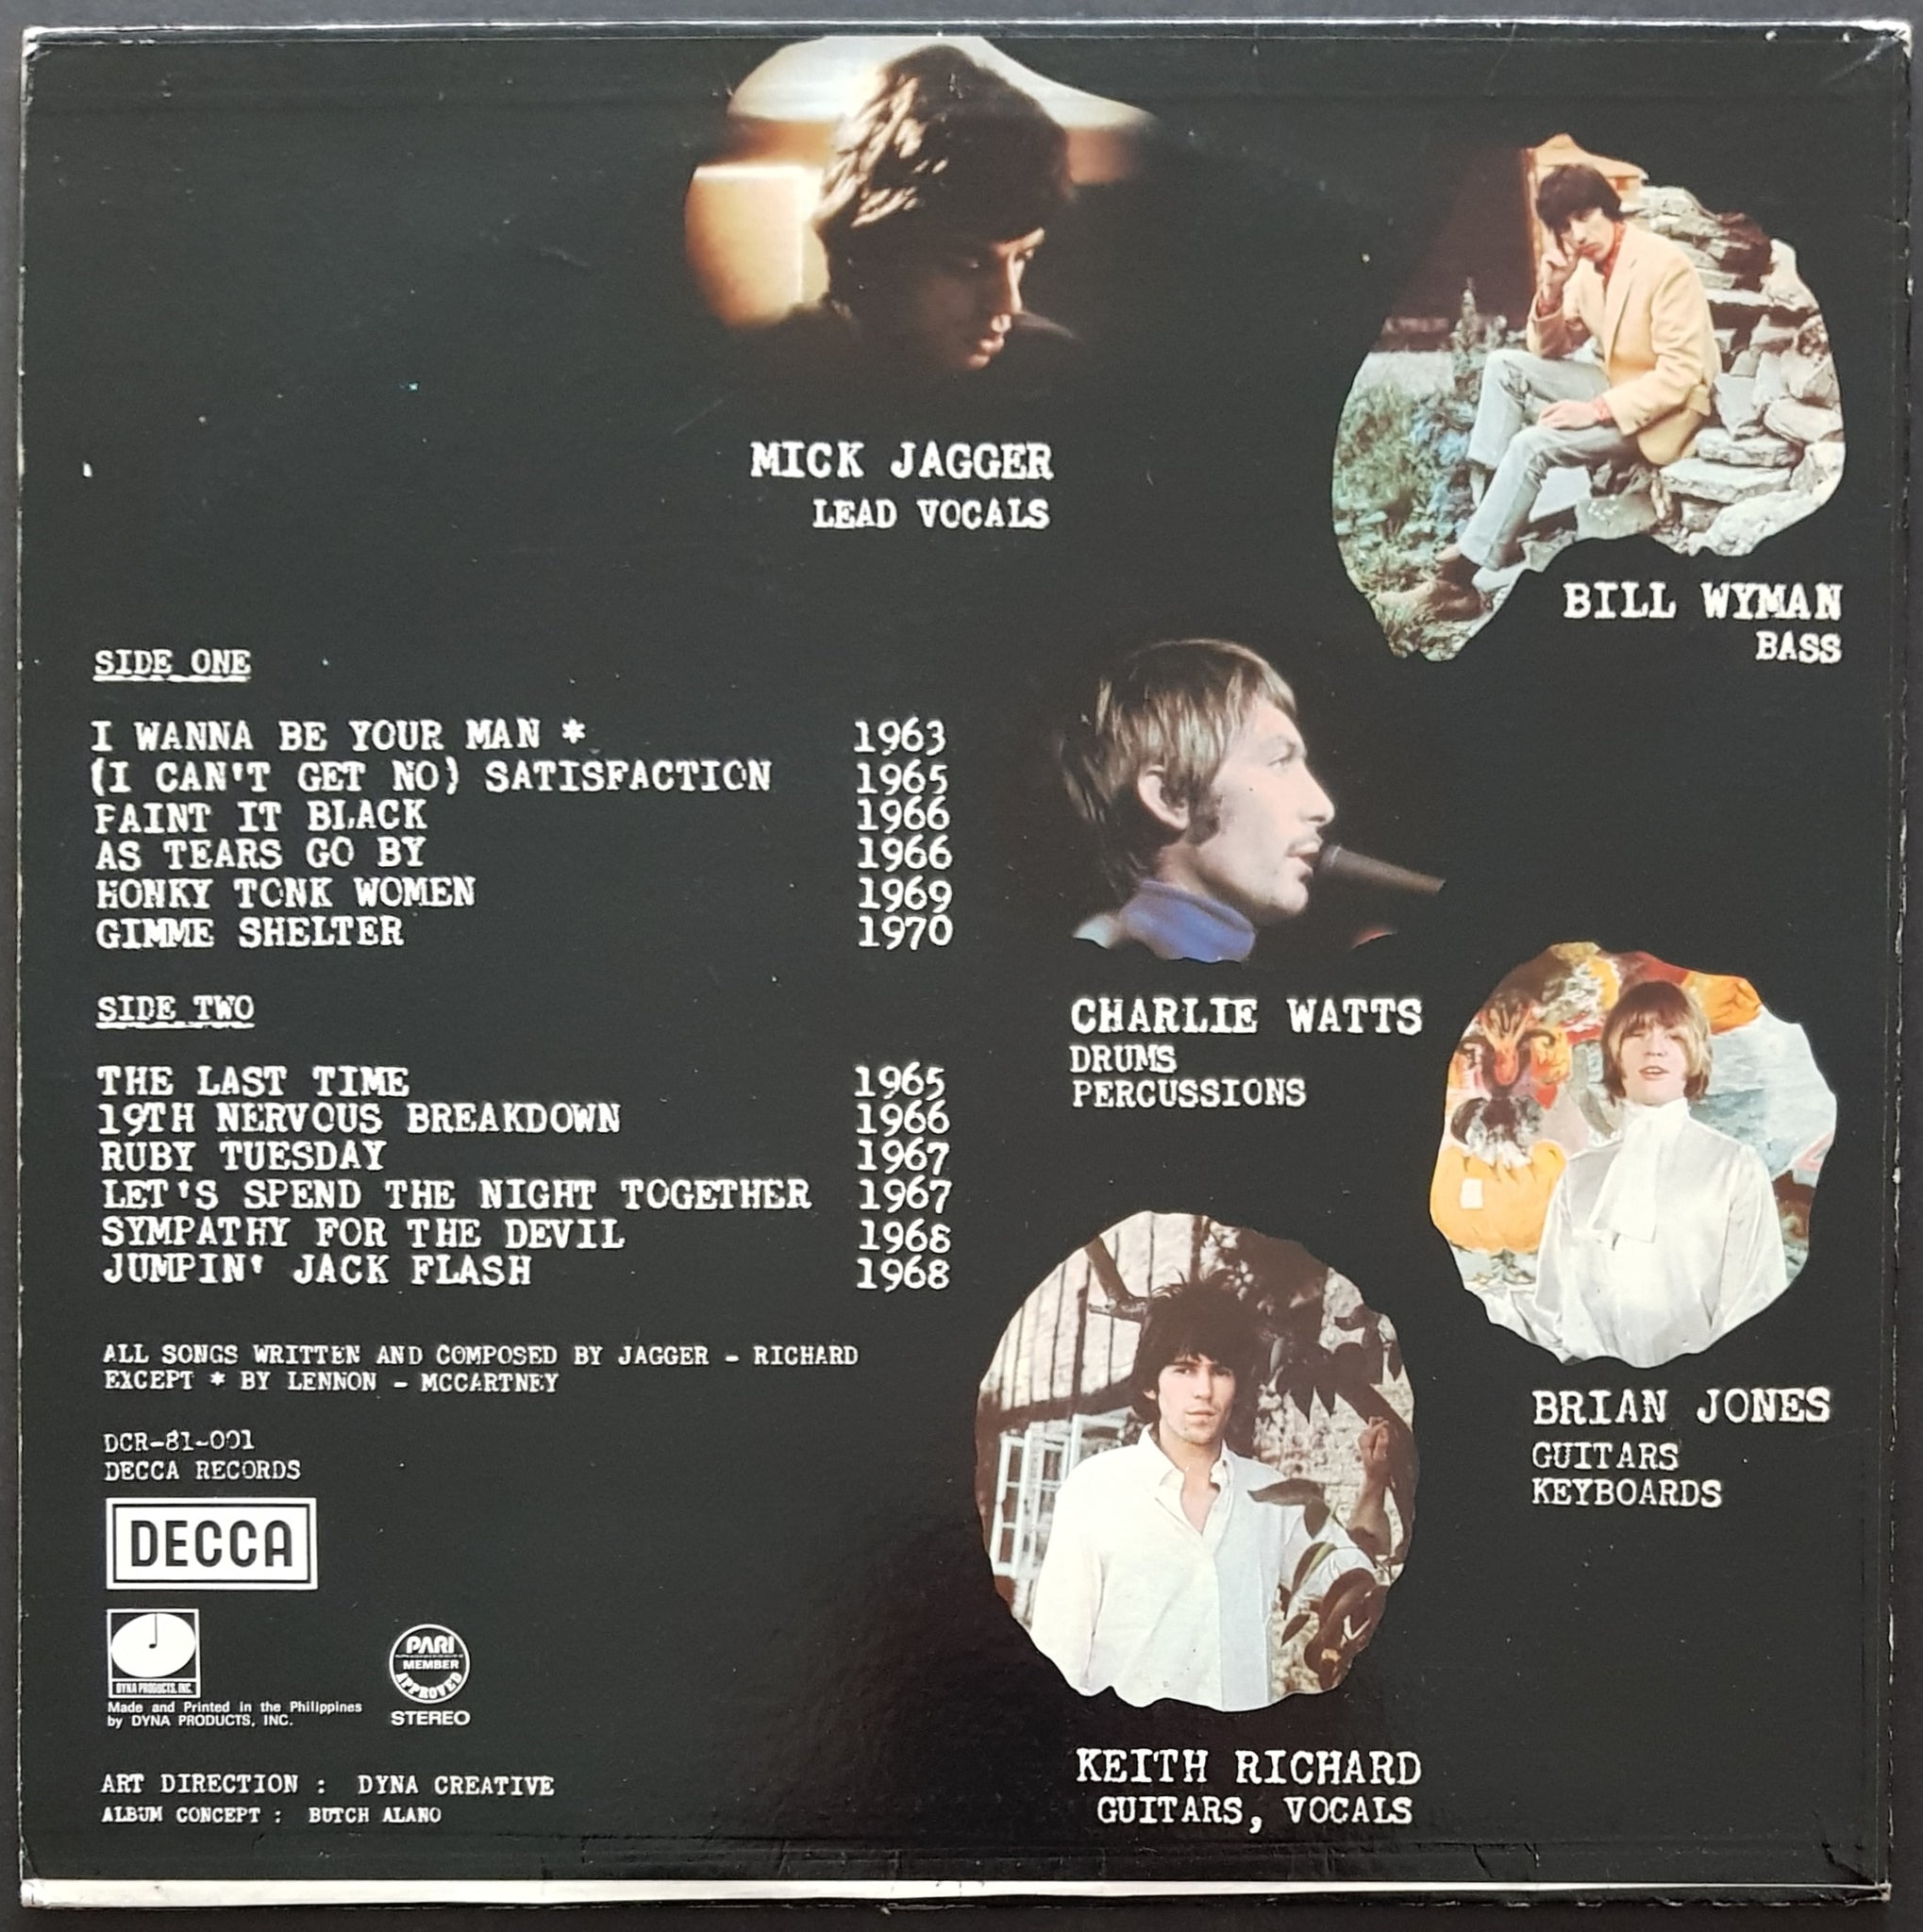 MICK JAGGER
LEAD VOCALS
BILL WYMAN
BASS
SIDE ONE
I WANNA BE YOUR MAN * 1963
(I CAN'T GET NO) SATISFACTION 1965
PAINT IT BLACK 1966
AS TEARS GO BY 1966
HONKY TONK WOMEN 1969
GIMME SHELTER 1970
SIDE TWO
THE LAST TIME 1965
19TH NERVOUS BREAKDOWN 1966
RUBY TUESDAY 1967
LET'S SPEND THE NIGHT TOGETHER 1967
SYMPATHY FOR THE DEVIL 1968
JUMPIN' JACK FLASH 1968
ALL SONGS WRITTEN AND COMPOSED BY JAGGER - RICHARD
EXCEPT * BY LENNON - MCCARTNEY
DCR-81-001
DECCA RECORDS
DECCA
DYNA PRODUCTS, INC.
Made and Printed in the Philippines
by DYNA PRODUCTS, INC.
PARI
MEMBER
APPROVED
STEREO
ART DIRECTION : DYNA CREATIVE
ALBUM CONCEPT : BUTCH ALANO
CHARLIE WATTS
DRUMS
PERCUSSIONS
BRIAN JONES
GUITARS
KEYBOARDS
KEITH RICHARD
GUITARS, VOCALS